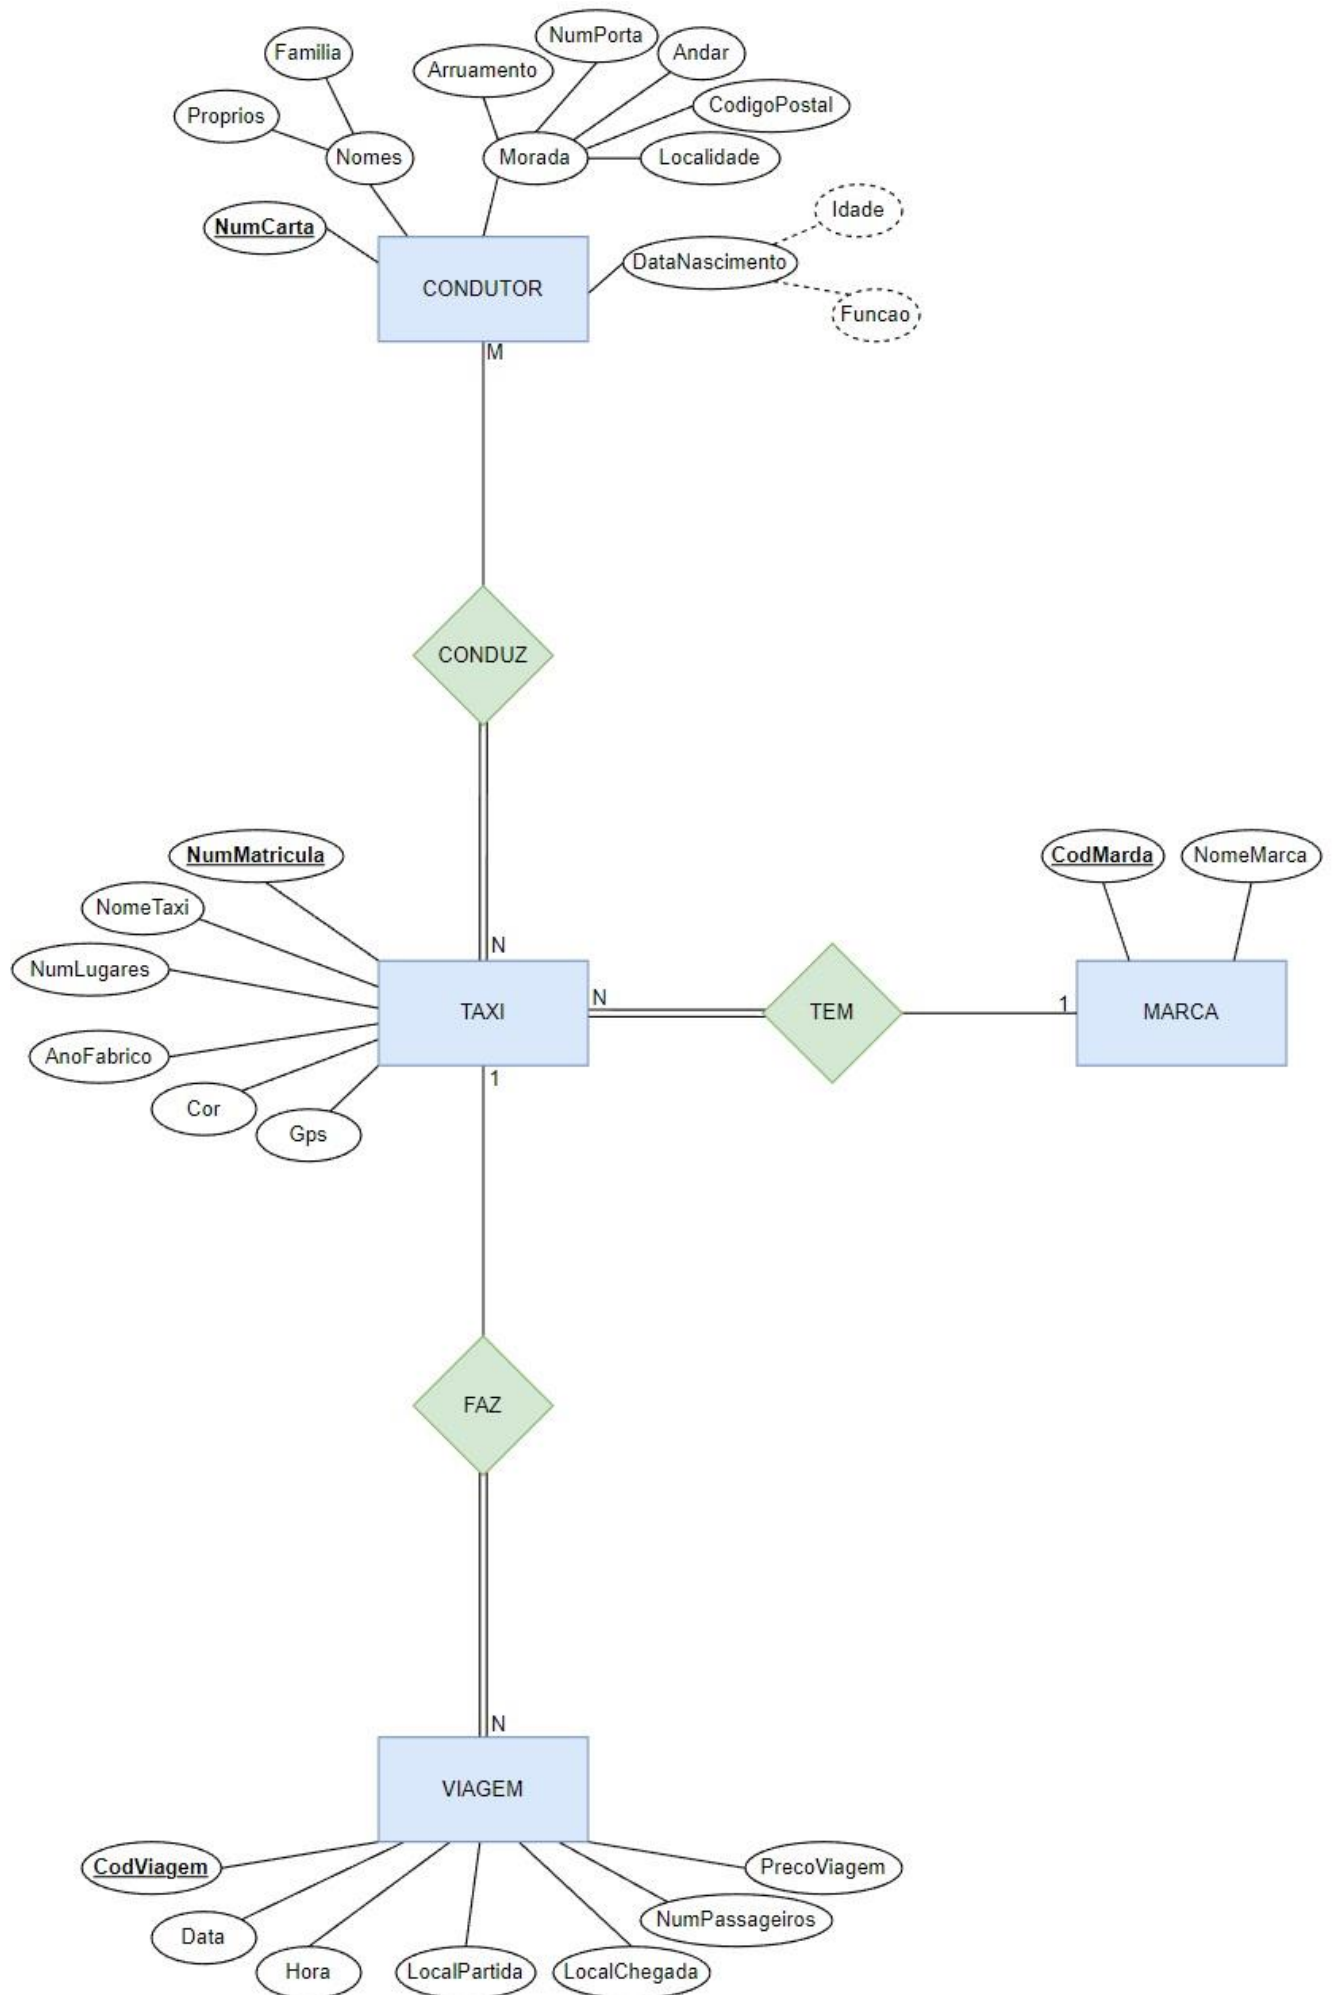 NumPorta
Familia
Andar
Arruamento
CodigoPostal
Proprios
Nomes
Morada
Localidade
Idade
NumCarta
DataNascimento
CONDUTOR
Funcao
M
CONDUZ
NumMatricula
CodMarda
NomeMarca
NomeTaxi
N
NumLugares
N
TAXI
TEM
1
MARCA
AnoFabrico
1
Cor
Gps
FAZ
N
VIAGEM
CodViagem
PrecoViagem
NumPassageiros
Data
Hora
LocalPartida
LocalChegada